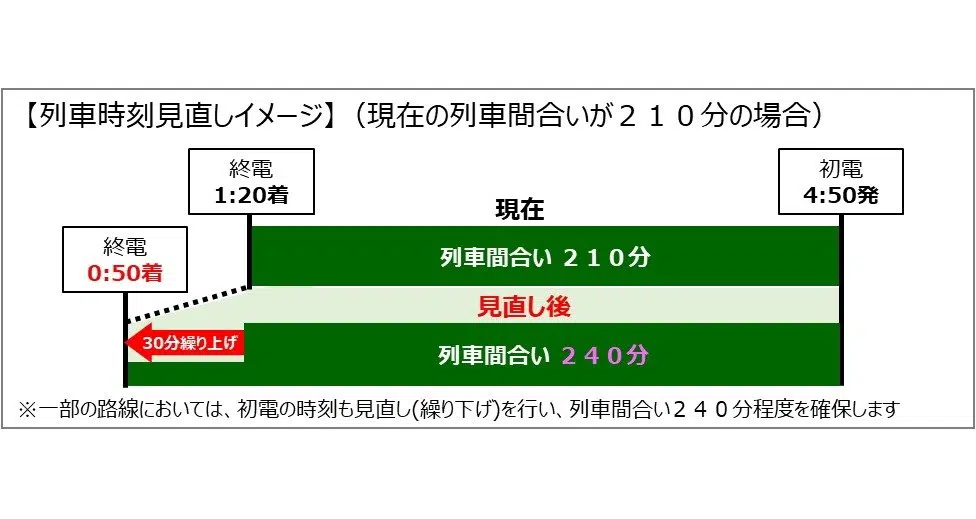 【列車時刻見直しイメージ】（現在の列車間合いが２１０分の場合）
終電
1:20着
初電
4:50発
現在
終電
0:50着
列車間合い ２１０分
見直し後
30分繰り上げ
列車間合い ２４０分
※一部の路線においては、初電の時刻も見直し(繰り下げ)を行い、列車間合い２４０分程度を確保します